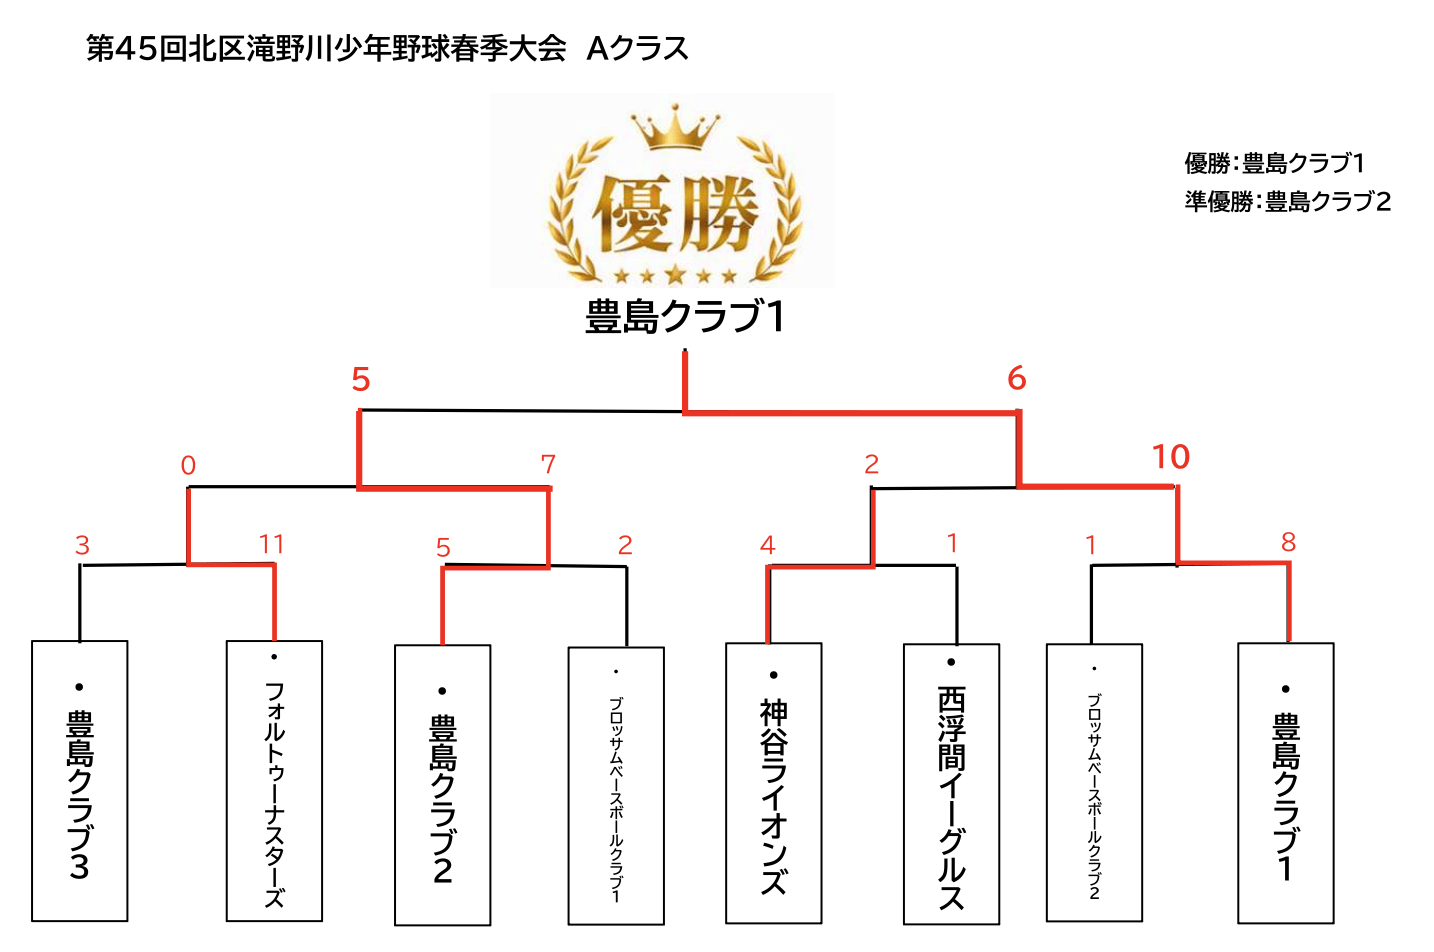 第45回北区滝野川少年野球春季大会　Aクラス
優勝
優勝：豊島クラブ1
準優勝：豊島クラブ2
豊島クラブ1
5
6
0
7
2
10
3
11
5
2
4
1
1
8
・豊島クラブ3
・フォルトゥーナスターズ
・豊島クラブ2
・ブロッサムベースボールクラブ1
・神谷ライオンズ
・西浮間イーグルス
・ブロッサムベースボールクラブ2
・豊島クラブ1